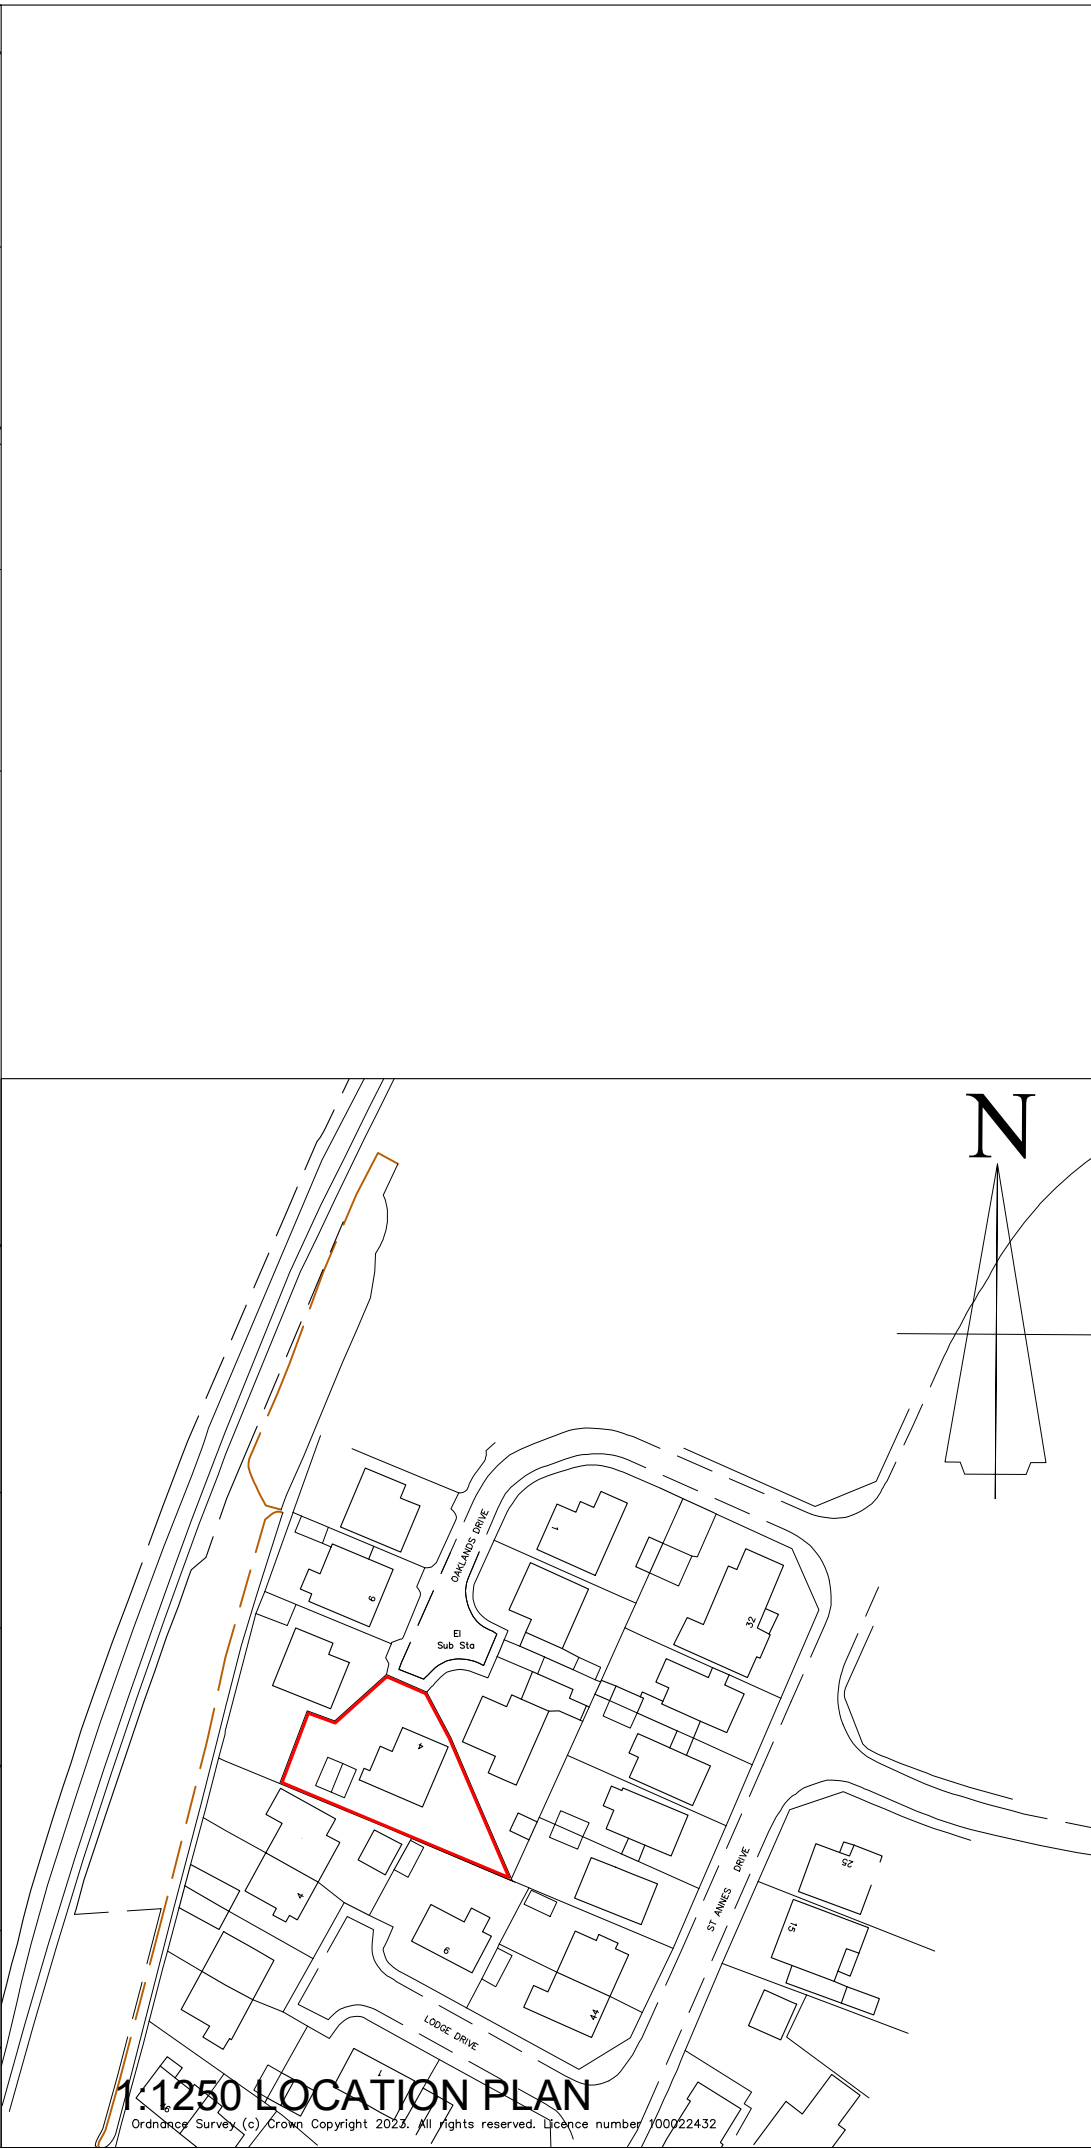 N
OAKLANDS DRIVE
1
6
El
Sub Sta
32
4
25
ST ANNES DRIVE
15
4
9
44
LODGE DRIVE
1
1:1250 LOCATION PLAN
Ordnance Survey (c) Crown Copyright 2023. All rights reserved. Licence number 100022432